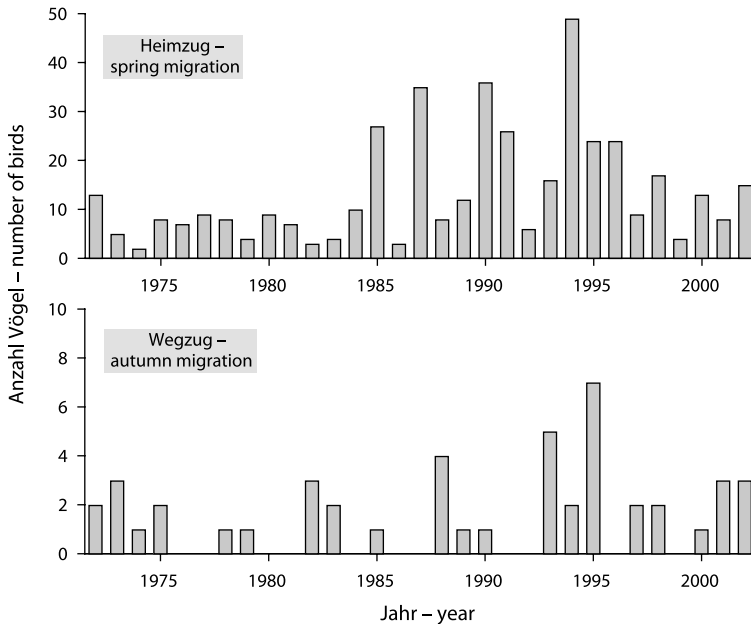 50
Heimzug –
spring migration
40
30
20
10
0
1975 1980 1985 1990 1995 2000
Anzahl Vögel – number of birds
10
Wegzug –
autumn migration
8
6
4
2
0
1975 1980 1985 1990 1995 2000
Jahr – year